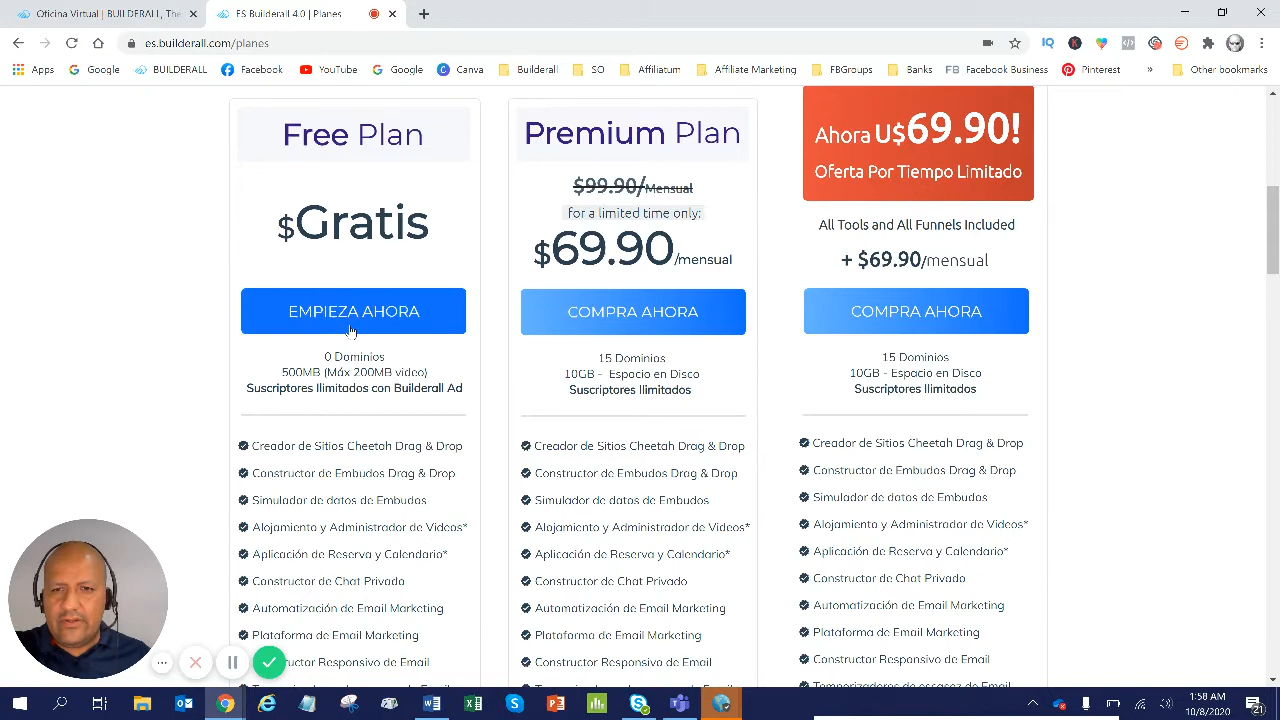 Oficina Virtual | BUILDERALL, The
ES Builderall 4.0 | Planes
es.builderall.com/planes
Apps
Google
BUILDERALL
Facebook
YouTube
Google
Canva
Builderall
SO
Affiliatum
Affiliate Marketing
FBGroups
Banks
Facebook Business
Pinterest
»
Other bookmarks
Free Plan
$Gratis
EMPIEZA AHORA
0 Dominios
500MB (Máx 200MB video)
Suscriptores Ilimitados con Builderall Ad
Creador de Sitios Cheetah Drag & Drop
Constructor de Embudos Drag & Drop
Simulador de datos de Embudos
Alojamiento y Administrador de Videos*
Aplicación de Reserva y Calendario*
Constructor de Chat Privado
Automatización de Email Marketing
Plataforma de Email Marketing
ctor Responsivo de Email
Premium Plan
$99.90/Mensual
for a limited time only:
$69.90/mensual
COMPRA AHORA
15 Dominios
10GB - Espacio en Disco
Suscriptores Ilimitados
Creador de Sitios Cheetah Drag & Drop
Constructor de Embudos Drag & Drop
Simulador de datos de Embudos
Alojamiento y Administrador de Videos*
Aplicación de Reserva y Calendario*
Constructor de Chat Privado
Automatización de Email Marketing
Plataforma de Email Marketing
Constructor Responsivo de Email
Ahora U$69.90!
Oferta Por Tiempo Limitado
All Tools and All Funnels Included
+ $69.90/mensual
COMPRA AHORA
15 Dominios
10GB - Espacio en Disco
Suscriptores Ilimitados
Creador de Sitios Cheetah Drag & Drop
Constructor de Embudos Drag & Drop
Simulador de datos de Embudos
Alojamiento y Administrador de Videos*
Aplicación de Reserva y Calendario*
Constructor de Chat Privado
Automatización de Email Marketing
Plataforma de Email Marketing
Constructor Responsivo de Email
Temporizadores de escasez de Email
1:58 AM
10/8/2020
21